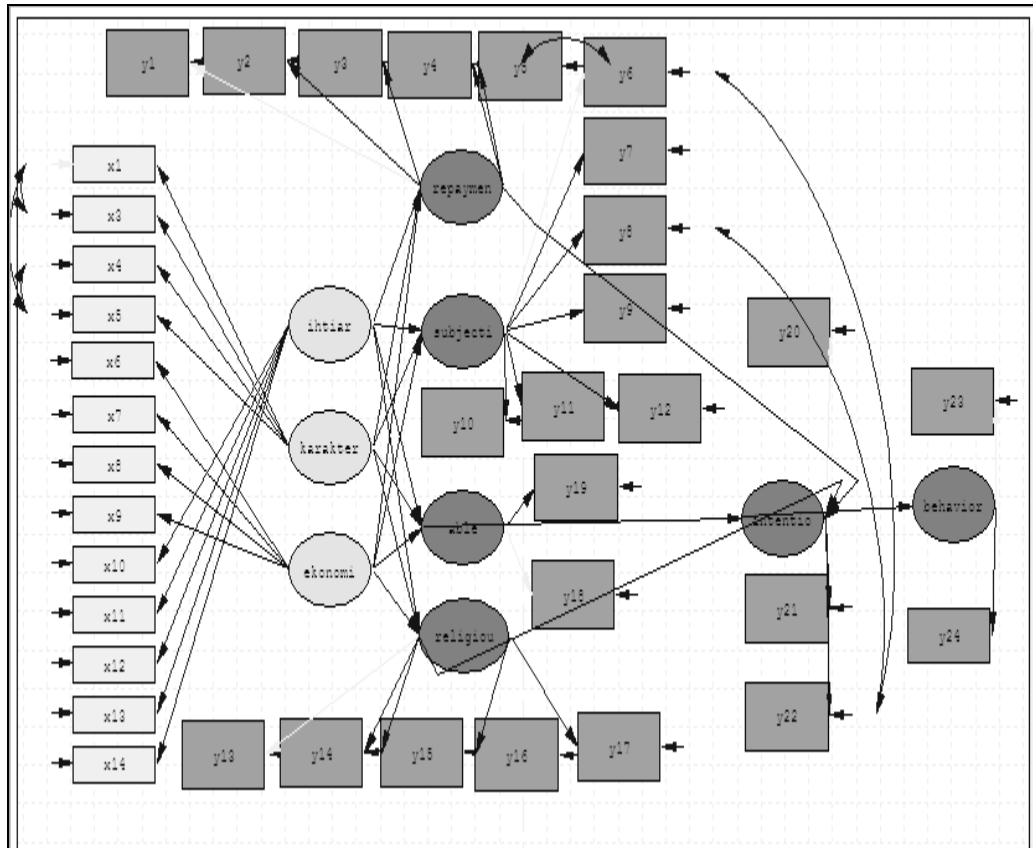 y1
y2
y3
y4
y5
y6
y7
y8
y9
x1
x3
x4
x5
x6
x7
x8
x9
x10
x11
x12
x13
x14
ihtiar
karakter
ekonomi
repaymen
subjecti
able
religiou
y10
y11
y12
y19
y18
y13
y14
y15
y16
y17
y20
intentio
y21
y22
y23
behavior
y24